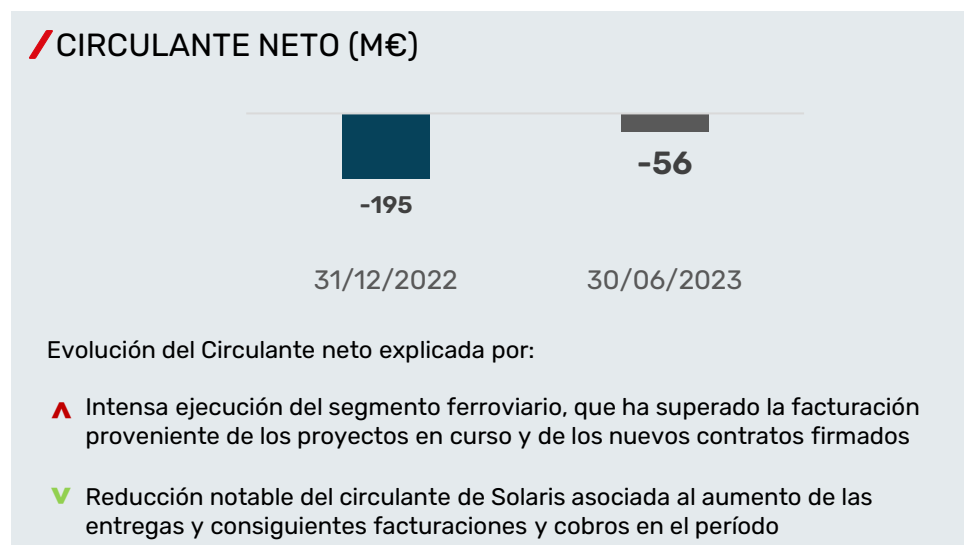 CIRCULANTE NETO (M€)
-195
-56
31/12/2022
30/06/2023
Evolución del Circulante neto explicada por:
Intensa ejecución del segmento ferroviario, que ha superado la facturación
proveniente de los proyectos en curso y de los nuevos contratos firmados
Reducción notable del circulante de Solaris asociada al aumento de las
entregas y consiguientes facturaciones y cobros en el período